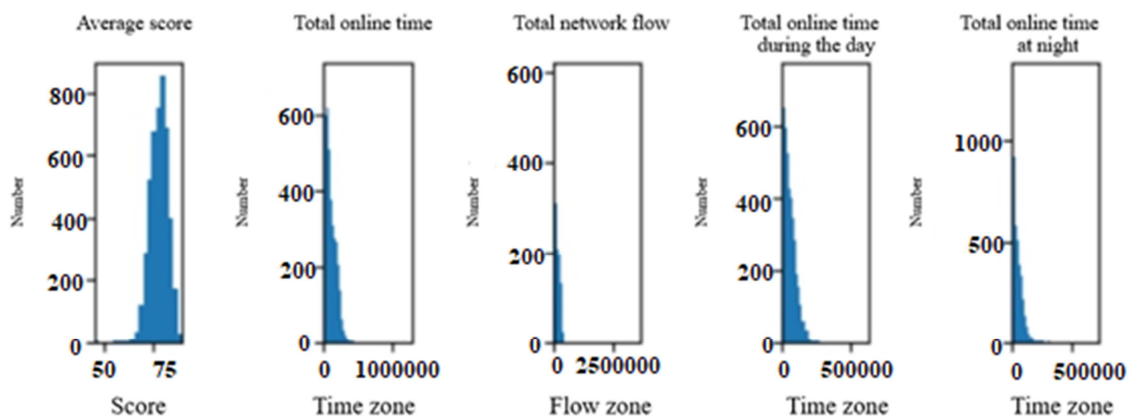 Average score
Total online time
Total network flow
Total online time
during the day
Total online time
at night
Number
800
600
400
200
0
50 75
Score
Number
600
400
200
0
0 1000000
Time zone
Number
600
400
200
0
0 2500000
Flow zone
Number
600
400
200
0
0 500000
Time zone
Number
1000
500
0
0 500000
Time zone